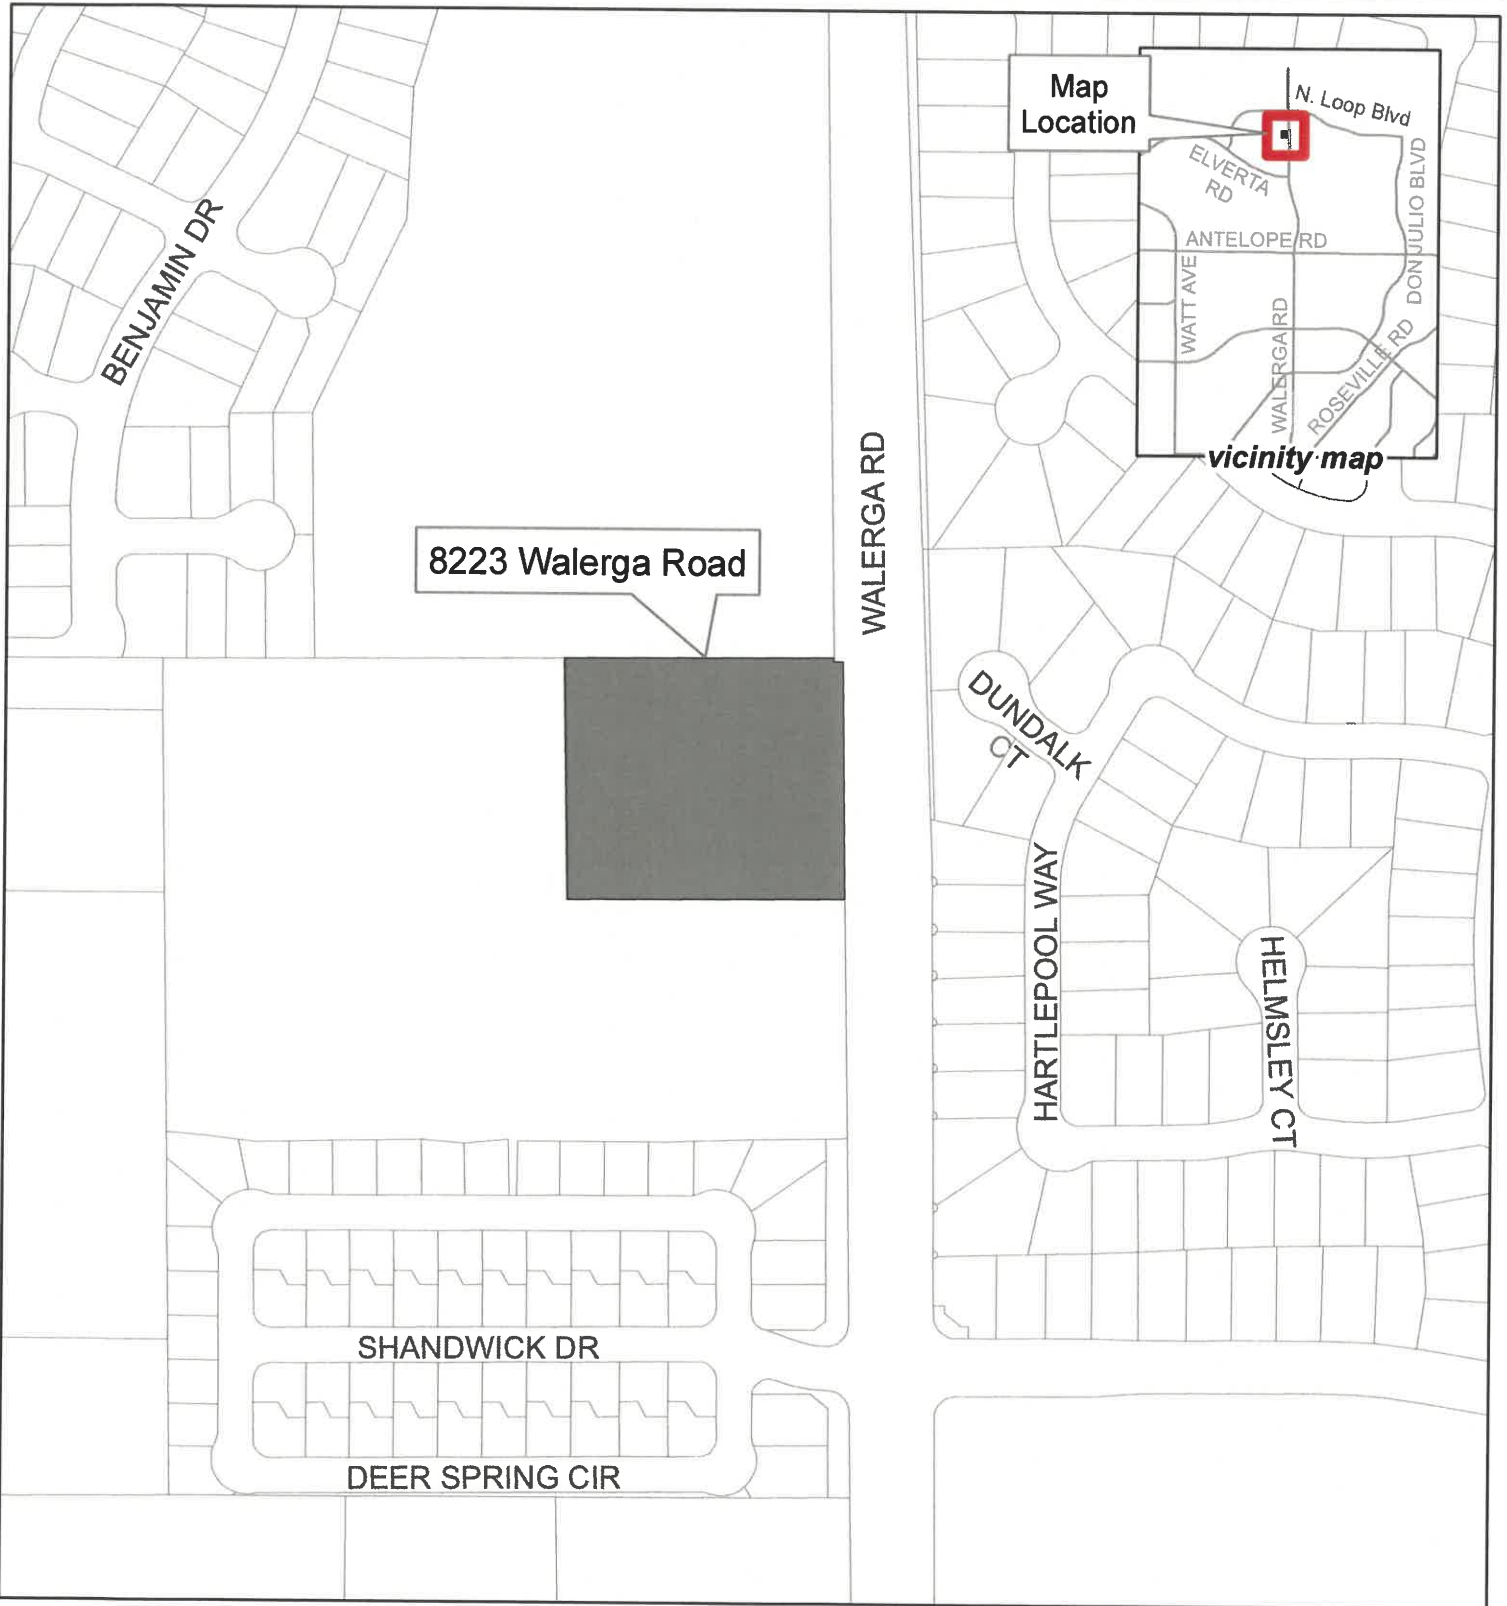 Map
Location
N. Loop Blvd
ELVERTA
RD
DON JULIO BLVD
ANTELOPE RD
WATT AVE
WALERGA RD
ROSEVILLE RD
vicinity map
BENJAMIN DR
WALERGA RD
8223 Walerga Road
DUNDALK
CT
HARTLEPOOL WAY
HELMSLEY CT
SHANDWICK DR
DEER SPRING CIR